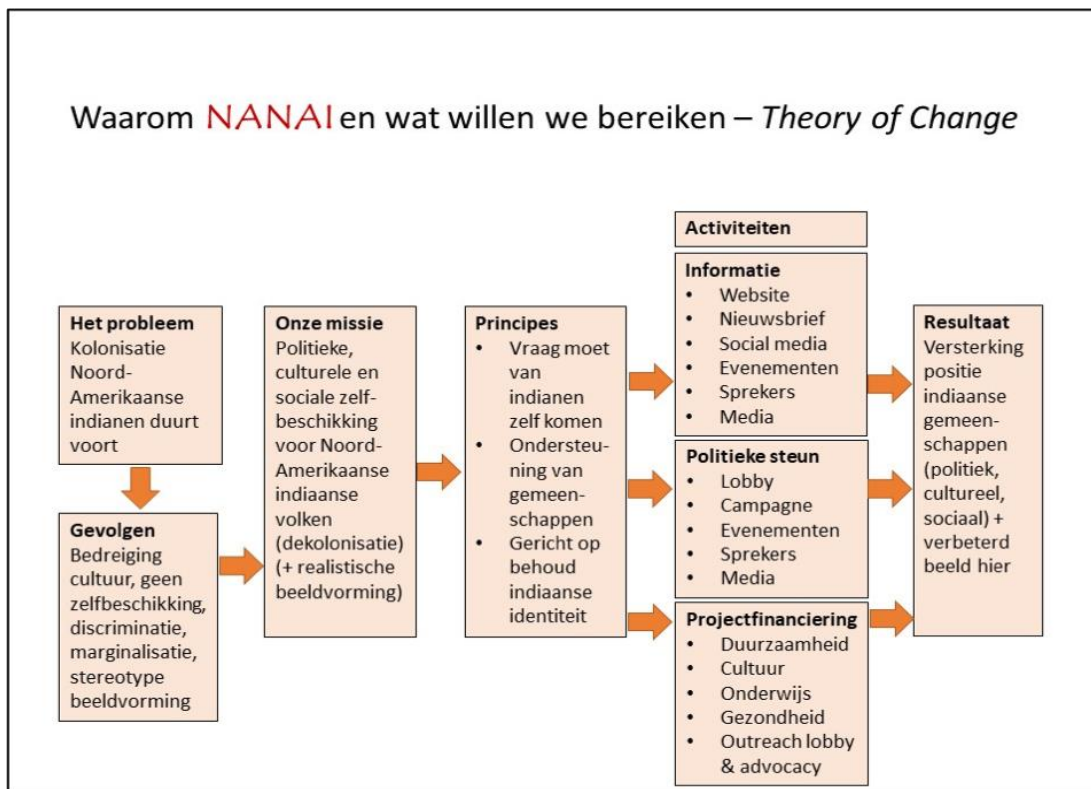 Waarom NANAI en wat willen we bereiken – Theory of Change
Het probleem
Kolonisatie
Noord-
Amerikaanse
indianen duurt
voort
Gevolgen
Bedreiging
cultuur, geen
zelfbeschikking,
discriminatie,
marginalisatie,
stereotype
beeldvorming
Onze missie
Politieke,
culturele en
sociale zelf-
beschikking
voor Noord-
Amerikaanse
indiaanse
volken
(dekolonisatie)
(+ realistische
beeldvorming)
Principes
• Vraag moet
van
indianen
zelf komen
• Ondersteu-
ning van
gemeen-
schappen
• Gericht op
behoud
indiaanse
identiteit
Activiteiten
Informatie
• Website
• Nieuwsbrief
• Social media
• Evenementen
• Sprekers
• Media
Politieke steun
• Lobby
• Campagne
• Evenementen
• Sprekers
• Media
Projectfinanciering
• Duurzaamheid
• Cultuur
• Onderwijs
• Gezondheid
• Outreach lobby
& advocacy
Resultaat
Versterking
positie
indiaanse
gemeen-
schappen
(politiek,
cultureel,
sociaal) +
verbeterd
beeld hier